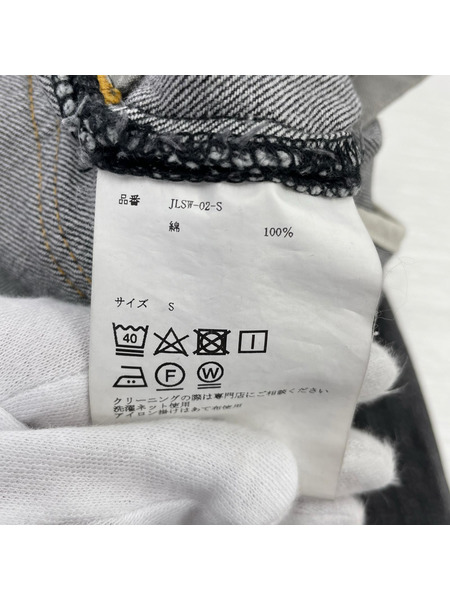 品番 JLSW-02-S
綿 100%
サイズ S
40
F W
クリーニングの際は専門店にご相談ください
洗濯ネット使用
アイロン掛けはあて布使用